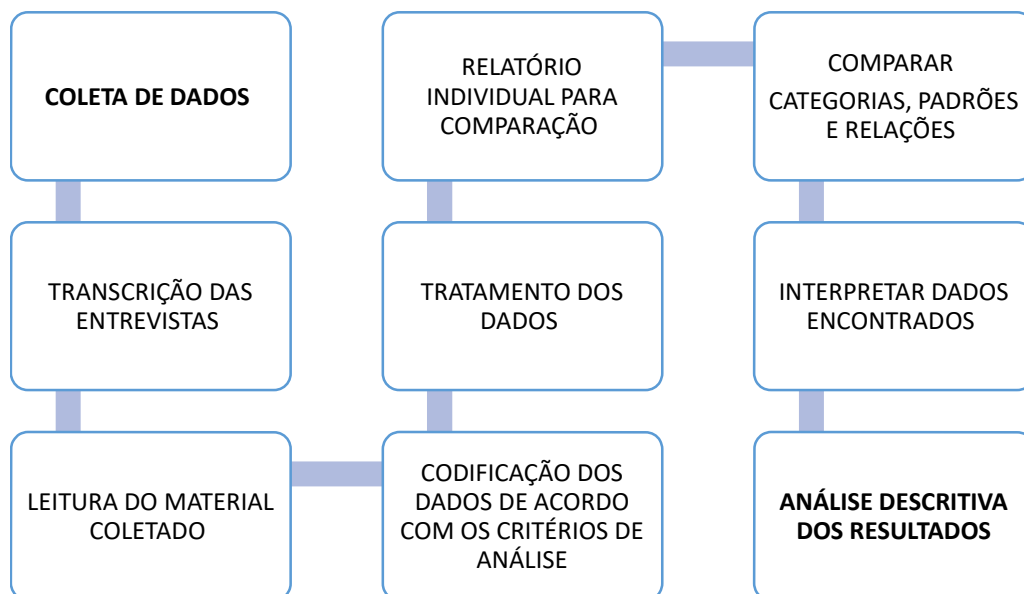 COLETA DE DADOS
TRANSCRIÇÃO DAS
ENTREVISTAS
LEITURA DO MATERIAL
COLETADO
CODIFICAÇÃO DOS
DADOS DE ACORDO
COM OS CRITÉRIOS DE
ANÁLISE
TRATAMENTO DOS
DADOS
RELATÓRIO
INDIVIDUAL PARA
COMPARAÇÃO
COMPARAR
CATEGORIAS, PADRÕES
E RELAÇÕES
INTERPRETAR DADOS
ENCONTRADOS
ANÁLISE DESCRITIVA
DOS RESULTADOS